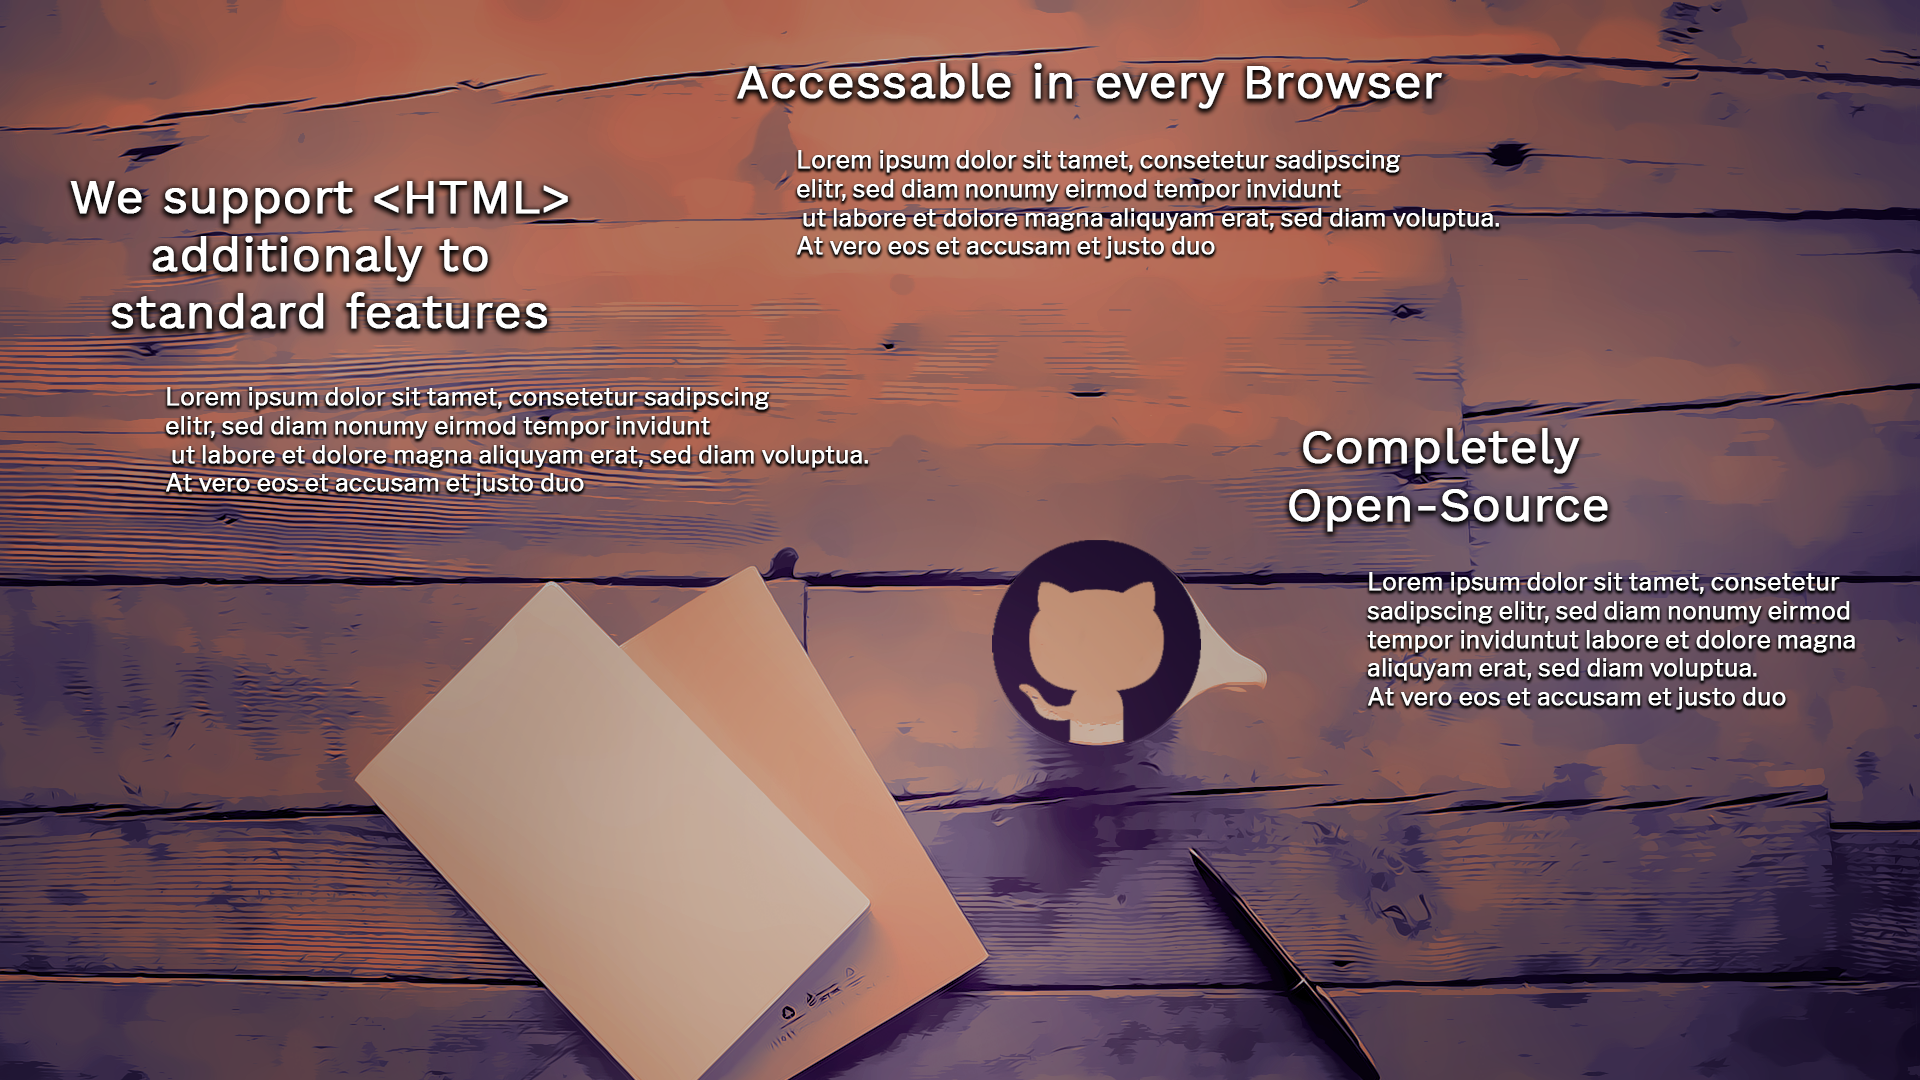 Accessable in every Browser
Lorem ipsum dolor sit tamet, consetetur sadipscing
elitr, sed diam nonumy eirmod tempor invidunt
ut labore et dolore magna aliquyam erat, sed diam voluptua.
At vero eos et accusam et justo duo
We support <HTML>
additionaly to
standard features
Lorem ipsum dolor sit tamet, consetetur sadipscing
elitr, sed diam nonumy eirmod tempor invidunt
ut labore et dolore magna aliquyam erat, sed diam voluptua.
At vero eos et accusam et justo duo
Completely
Open-Source
Lorem ipsum dolor sit tamet, consetetur
sadipscing elitr, sed diam nonumy eirmod
tempor inviduntut labore et dolore magna
aliquyam erat, sed diam voluptua.
At vero eos et accusam et justo duo